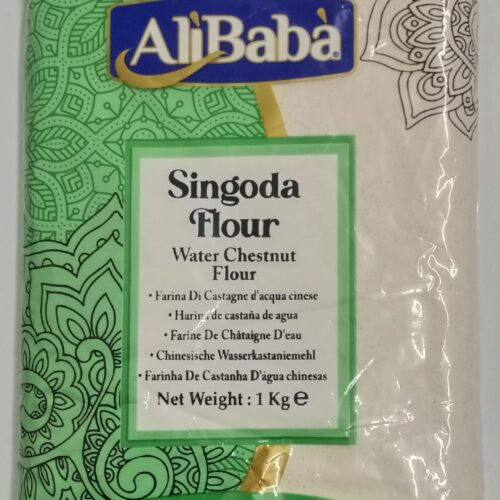 AlìBabà®
Singoda
Flour
Water Chestnut
Flour
• Farina Di Castagne d'acqua cinese
• Harina de castaña de agua
• Farine De Châtaigne D'eau
• Chinesische Wasserkastaniemehl
• Farinha De Castanha D'água chinesas
Net Weight : 1 Kg ℮